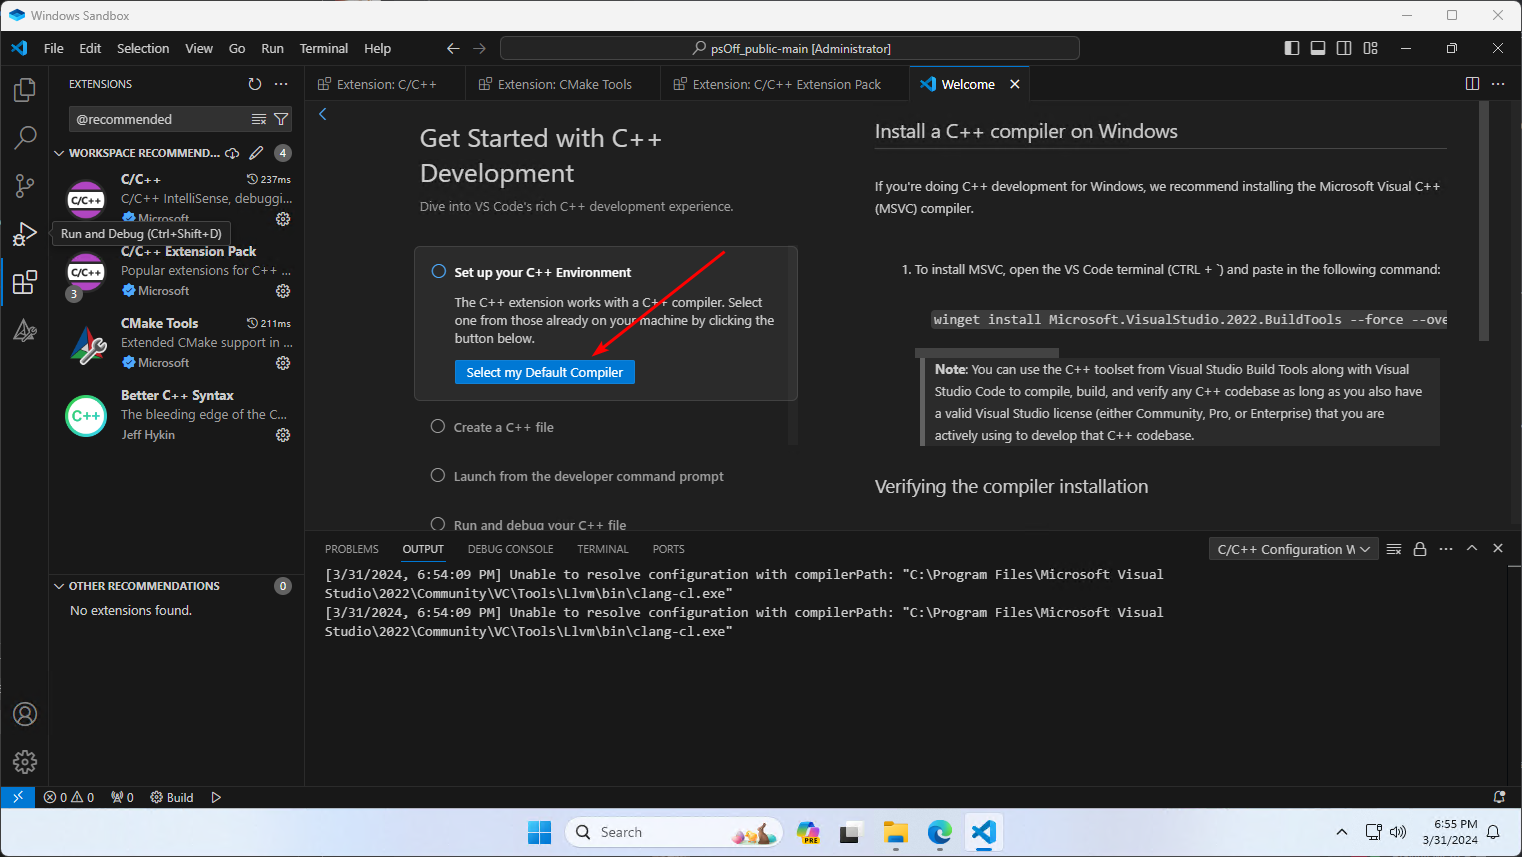 Windows Sandbox
File Edit Selection View Go Run Terminal Help
psOff_public-main [Administrator]
EXTENSIONS
@recommended
WORKSPACE RECOMMEND... 4
C/C++ 237ms
C/C++ IntelliSense, debuggi...
Microsoft
C/C++
Run and Debug (Ctrl+Shift+D)
C/C++ Extension Pack
Popular extensions for C++ ...
Microsoft
C/C++
3
CMake Tools 211ms
Extended CMake support in ...
Microsoft
Better C++ Syntax
The bleeding edge of the C...
Jeff Hykin
C++
OTHER RECOMMENDATIONS 0
No extensions found.
Extension: C/C++ Extension: CMake Tools Extension: C/C++ Extension Pack Welcome
Get Started with C++
Development
Dive into VS Code's rich C++ development experience.
Set up your C++ Environment
The C++ extension works with a C++ compiler. Select
one from those already on your machine by clicking the
button below.
Select my Default Compiler
Create a C++ file
Launch from the developer command prompt
Run and debug your C++ file
Install a C++ compiler on Windows
If you're doing C++ development for Windows, we recommend installing the Microsoft Visual C++
(MSVC) compiler.
1. To install MSVC, open the VS Code terminal (CTRL + `) and paste in the following command:
winget install Microsoft.VisualStudio.2022.BuildTools --force --ove
Note: You can use the C++ toolset from Visual Studio Build Tools along with Visual
Studio Code to compile, build, and verify any C++ codebase as long as you also have
a valid Visual Studio license (either Community, Pro, or Enterprise) that you are
actively using to develop that C++ codebase.
Verifying the compiler installation
PROBLEMS OUTPUT DEBUG CONSOLE TERMINAL PORTS
C/C++ Configuration W
[3/31/2024, 6:54:09 PM] Unable to resolve configuration with compilerPath: "C:\Program Files\Microsoft Visual
Studio\2022\Community\VC\Tools\Llvm\bin\clang-cl.exe"
[3/31/2024, 6:54:09 PM] Unable to resolve configuration with compilerPath: "C:\Program Files\Microsoft Visual
Studio\2022\Community\VC\Tools\Llvm\bin\clang-cl.exe"
0 0 0 Build
Search
PRE
6:55 PM
3/31/2024